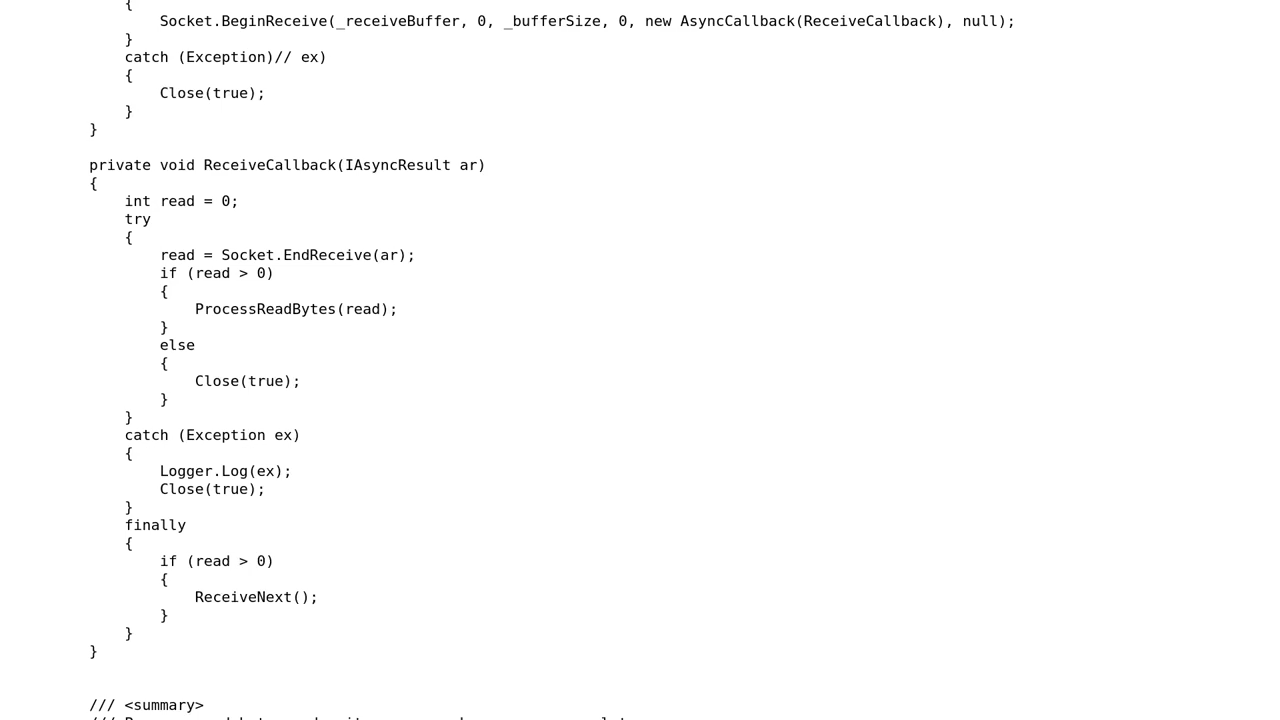 {
Socket.BeginReceive(_receiveBuffer, 0, _bufferSize, 0, new AsyncCallback(ReceiveCallback), null);
}
catch (Exception)// ex)
{
Close(true);
}
}
private void ReceiveCallback(IAsyncResult ar)
{
int read = 0;
try
{
read = Socket.EndReceive(ar);
if (read > 0)
{
ProcessReadBytes(read);
}
else
{
Close(true);
}
}
catch (Exception ex)
{
Logger.Log(ex);
Close(true);
}
finally
{
if (read > 0)
{
ReceiveNext();
}
}
}
/// <summary>